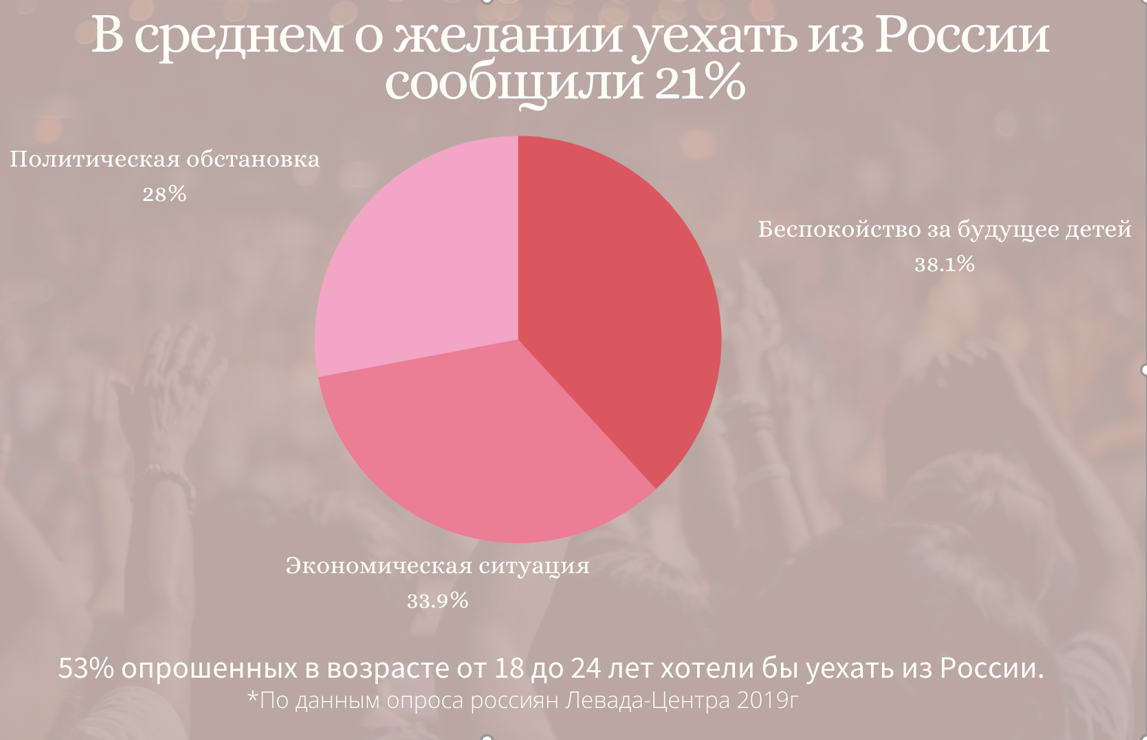 В среднем о желании уехать из России
сообщили 21%
Политическая обстановка
28%
Беспокойство за будущее детей
38.1%
Экономическая ситуация
33.9%
53% опрошенных в возрасте от 18 до 24 лет хотели бы уехать из России.
*По данным опроса россиян Левада-Центра 2019г